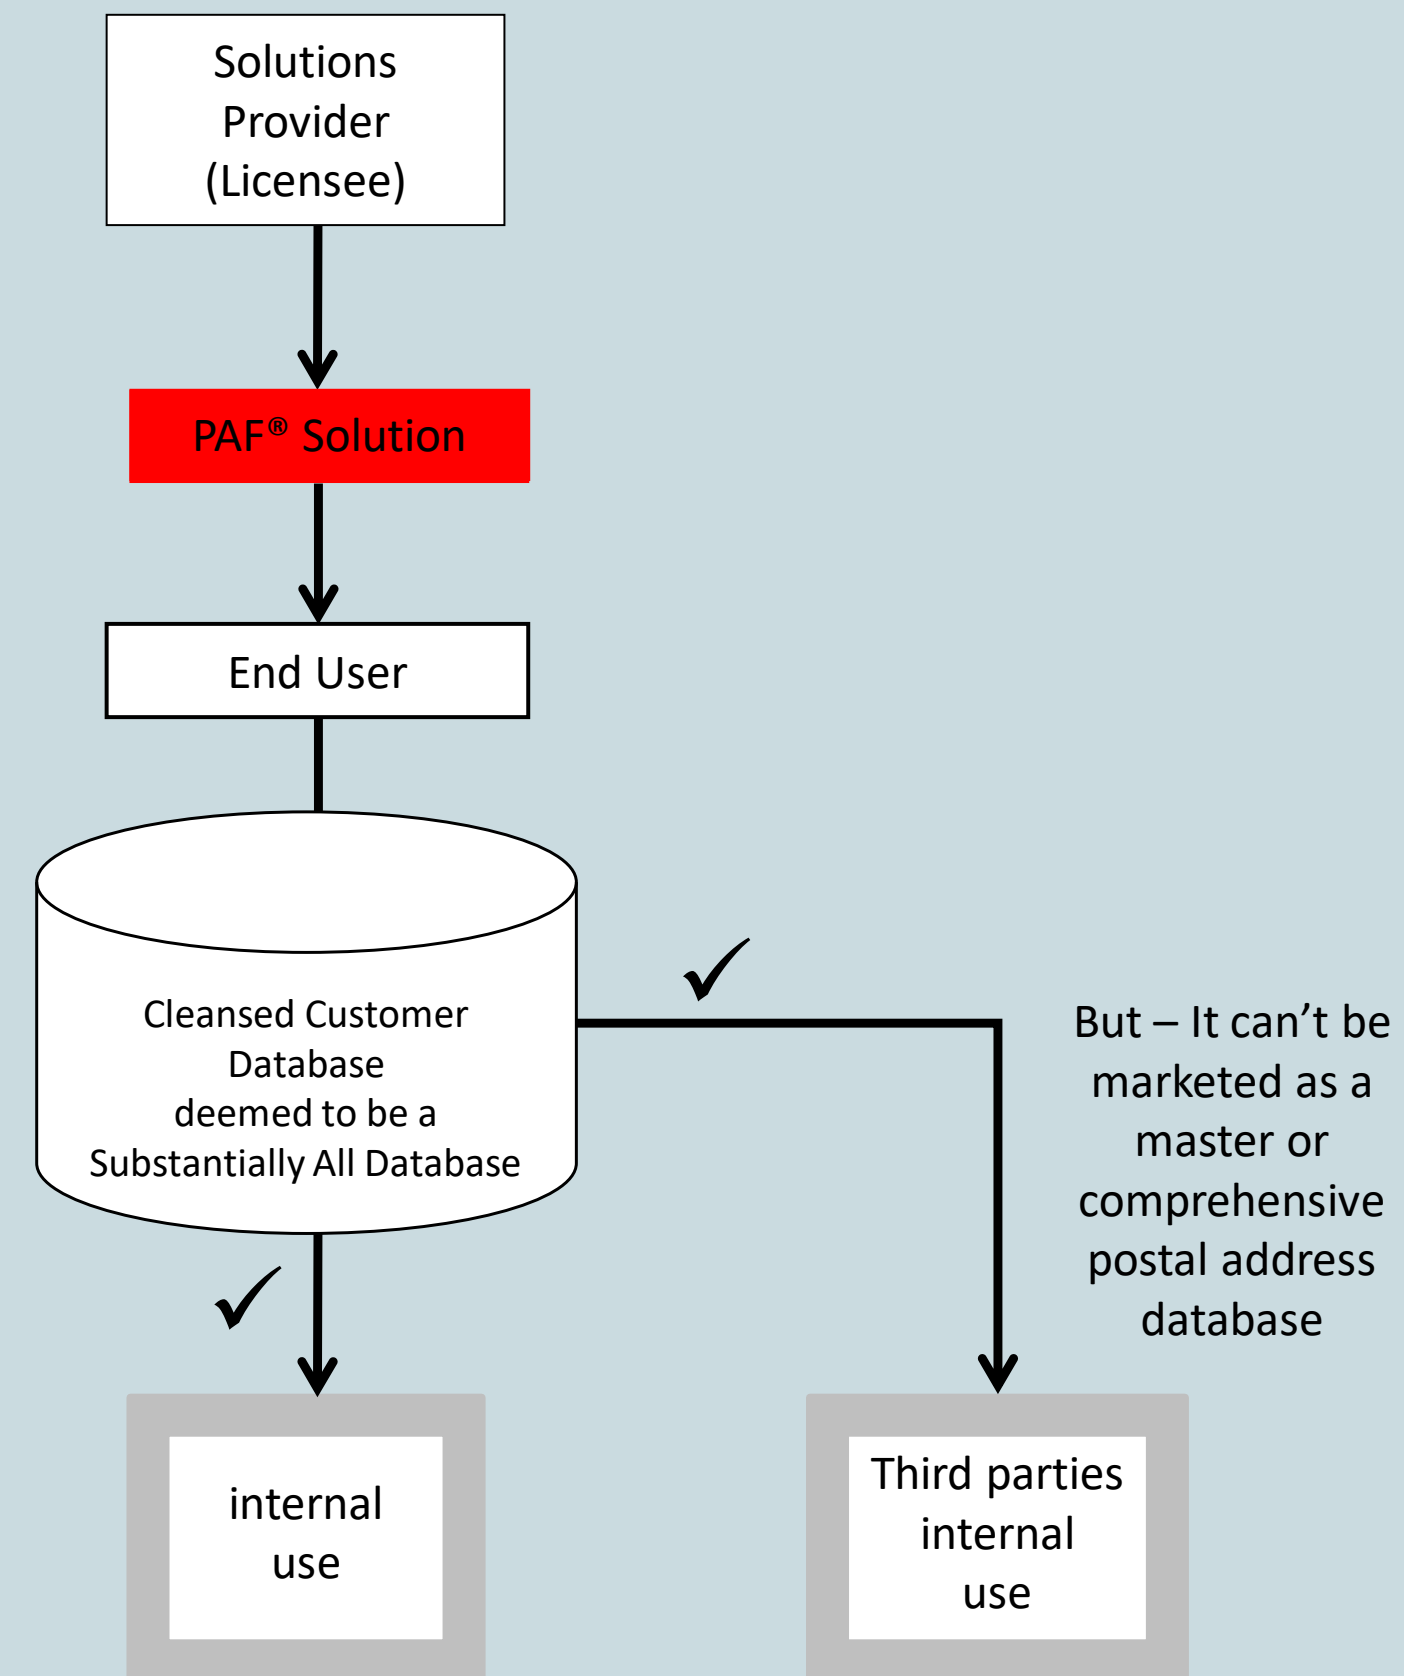 Solutions
Provider
(Licensee)
PAF® Solution
End User
Cleansed Customer
Database
deemed to be a
Substantially All Database
But – It can’t be
marketed as a
master or
comprehensive
postal address
database
internal
use
Third parties
internal
use